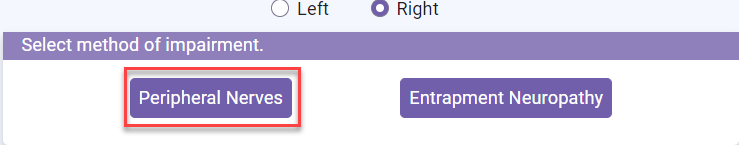 Left Right
Select method of impairment.
Peripheral Nerves Entrapment Neuropathy